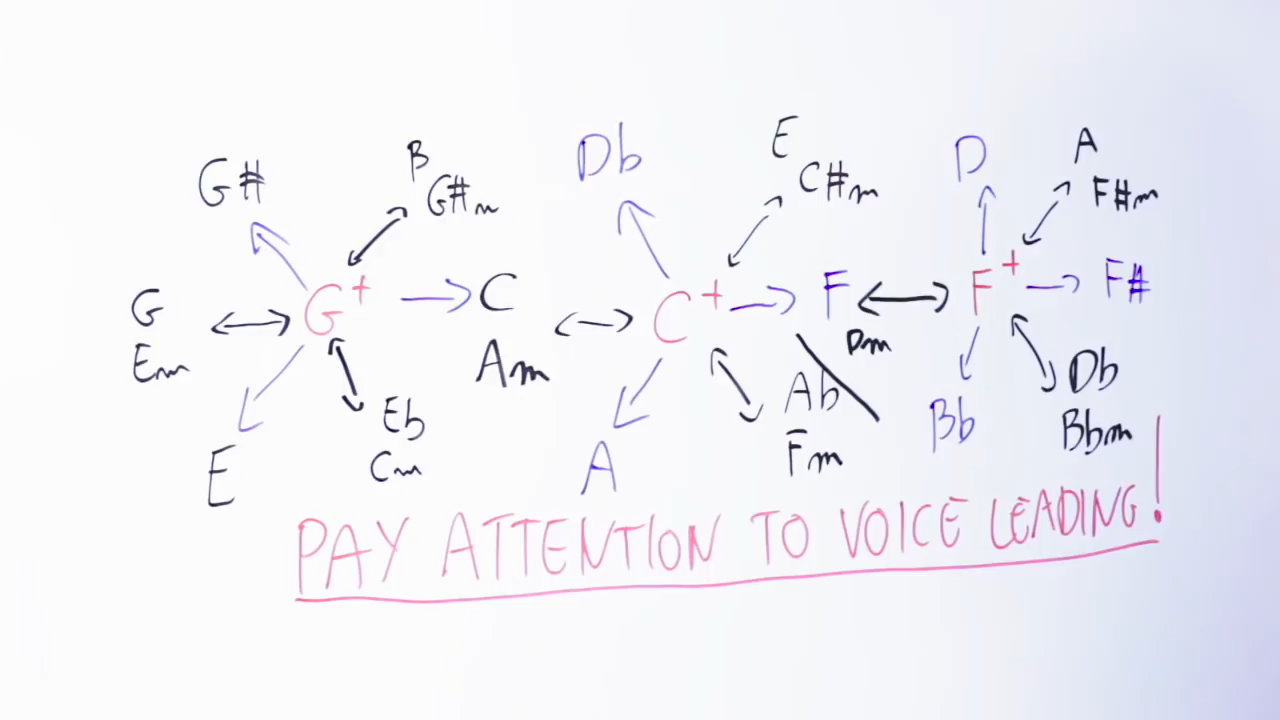 G#
B
G#m
Db
E
C#m
D
A
F#m
G
Em
G+
C
Am
C+
F
Dm
F+
F#
E
Eb
Cm
A
Ab
Fm
Bb
Db
Bbm
PAY ATTENTION TO VOICE LEADING!